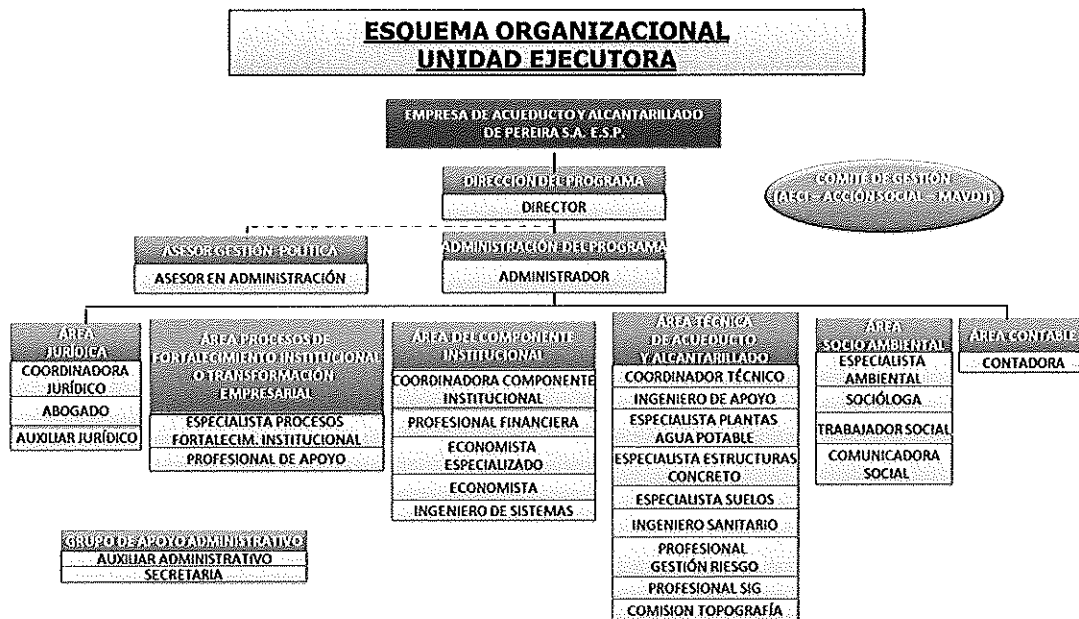 ESQUEMA ORGANIZACIONAL
UNIDAD EJECUTORA
EMPRESA DE ACUEDUCTO Y ALCANTARILLADO
DE PEREIRA S.A. E.S.P.
DIRECCION DEL PROGRAMA
DIRECTOR
COMITÉ DE GESTIÓN
(AECI – ACCIÓN SOCIAL – MAVDT)
ASESOR GESTIÓN POLÍTICA
ASESOR EN ADMINISTRACIÓN
ADMINISTRACIÓN DEL PROGRAMA
ADMINISTRADOR
ÁREA
JURÍDICA
COORDINADORA
JURÍDICO
ABOGADO
AUXILIAR JURÍDICO
ÁREA PROCESOS DE
FORTALECIMIENTO INSTITUCIONAL
O TRANSFORMACIÓN
EMPRESARIAL
ESPECIALISTA PROCESOS
FORTALECIM. INSTITUCIONAL
PROFESIONAL DE APOYO
ÁREA DEL COMPONENTE
INSTITUCIONAL
COORDINADORA COMPONENTE
INSTITUCIONAL
PROFESIONAL FINANCIERA
ECONOMISTA
ESPECIALIZADO
ECONOMISTA
INGENIERO DE SISTEMAS
ÁREA TÉCNICA
DE ACUEDUCTO
Y ALCANTARILLADO
COORDINADOR TÉCNICO
INGENIERO DE APOYO
ESPECIALISTA PLANTAS
AGUA POTABLE
ESPECIALISTA ESTRUCTURAS
CONCRETO
ESPECIALISTA SUELOS
INGENIERO SANITARIO
PROFESIONAL
GESTIÓN RIESGO
PROFESIONAL SIG
COMISION TOPOGRAFÍA
ÁREA
SOCIO AMBIENTAL
ESPECIALISTA
AMBIENTAL
SOCIÓLOGA
TRABAJADOR SOCIAL
COMUNICADORA
SOCIAL
ÁREA CONTABLE
CONTADORA
GRUPO DE APOYO ADMINISTRATIVO
AUXILIAR ADMINISTRATIVO
SECRETARIA